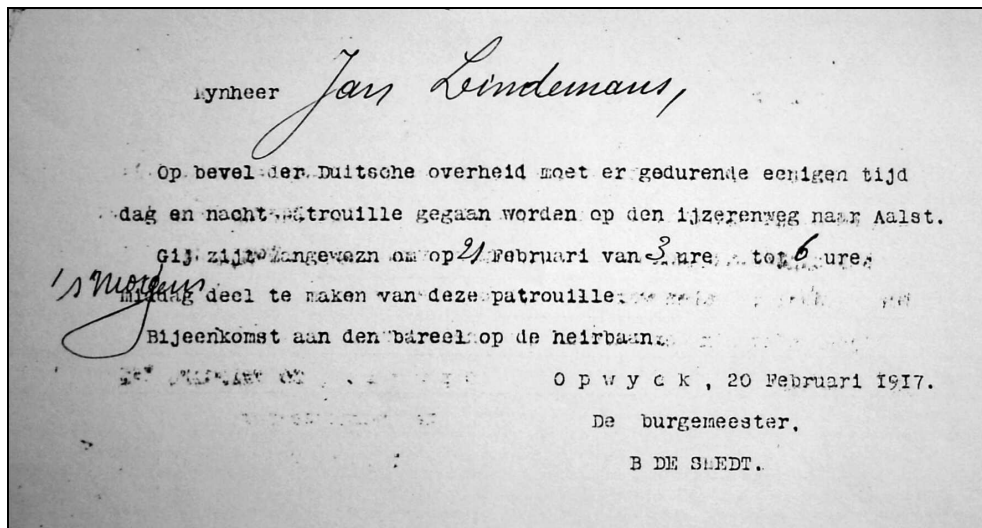 Mynheer Jan Lindemans,
Op bevel der Duitsche overheid moet er gedurende eenigen tijd
dag en nacht patrouille gegaan worden op den ijzerenweg naar Aalst.
Gij zijt aangewezn om op 21 Februari van 3 ure tot 6 ure
's morgens middag deel te maken van deze patrouille.
Bijeenkomst aan den bareel op de heirbaan.
Opwyck, 20 Februari 1917.
De burgemeester,
B DE SMEDT.